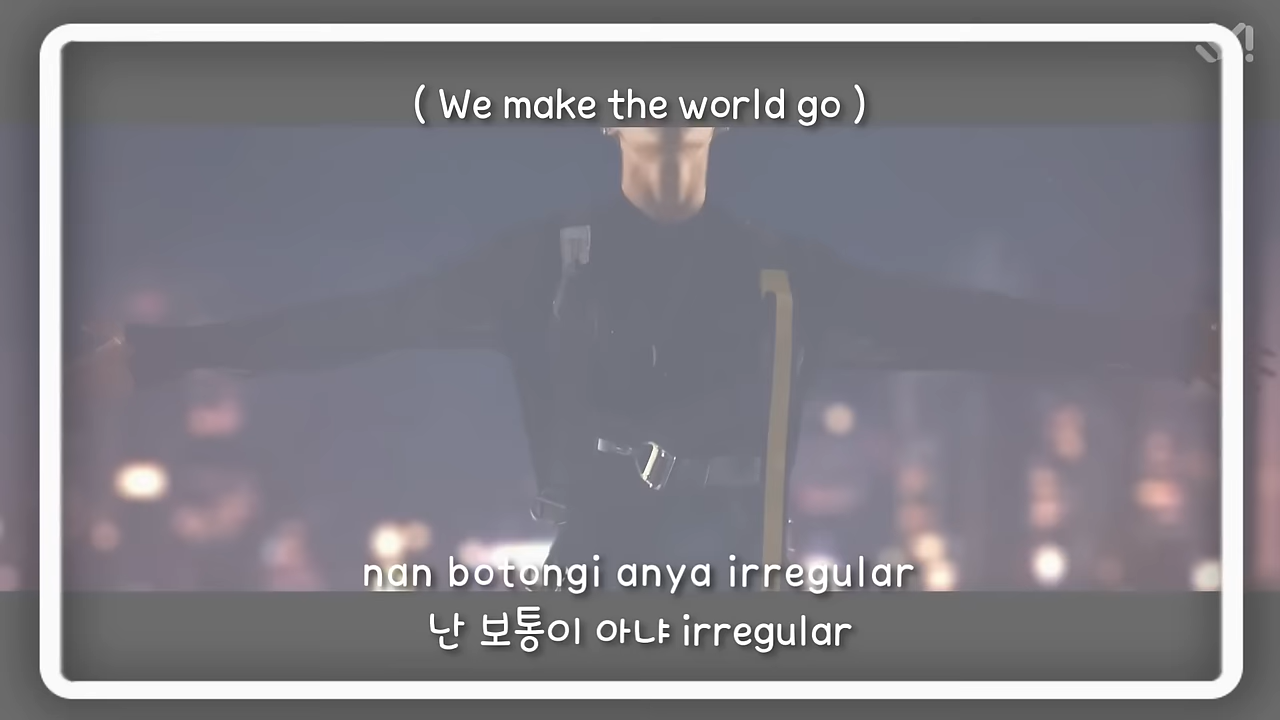 ( We make the world go )
nan botongi anya irregular
난 보통이 아냐 irregular